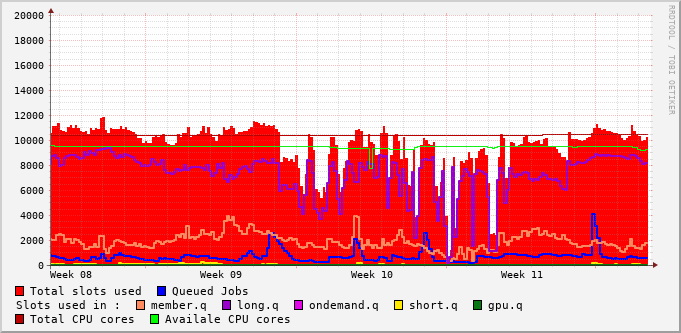 20000
18000
16000
14000
12000
10000
8000
6000
4000
2000
0
Week 08 Week 09 Week 10 Week 11
RRDTOOL / TOBI OETIKER
Total slots used Queued Jobs
Slots used in : member.q long.q ondemand.q short.q gpu.q
Total CPU cores Availale CPU cores